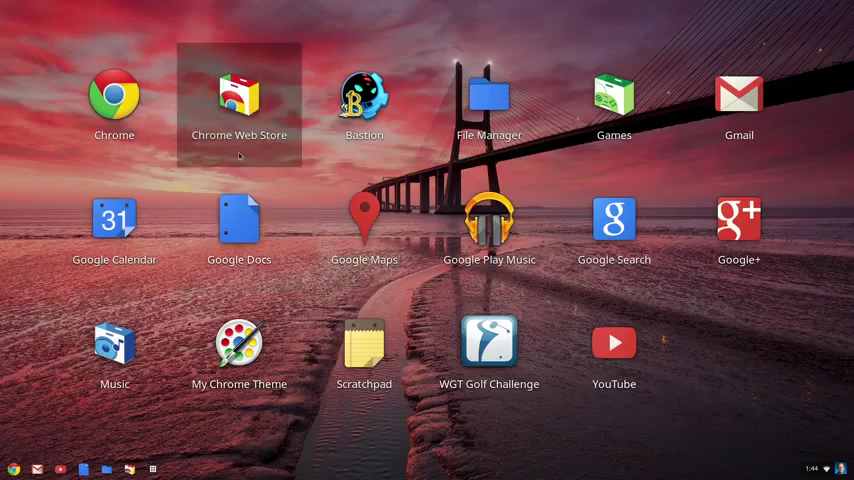 Chrome
Chrome Web Store
Bastion
File Manager
Games
Gmail
31
Google Calendar
Google Docs
Google Maps
Google Play Music
g
Google Search
g+
Google+
Music
My Chrome Theme
Scratchpad
WGT Golf Challenge
YouTube
1:44